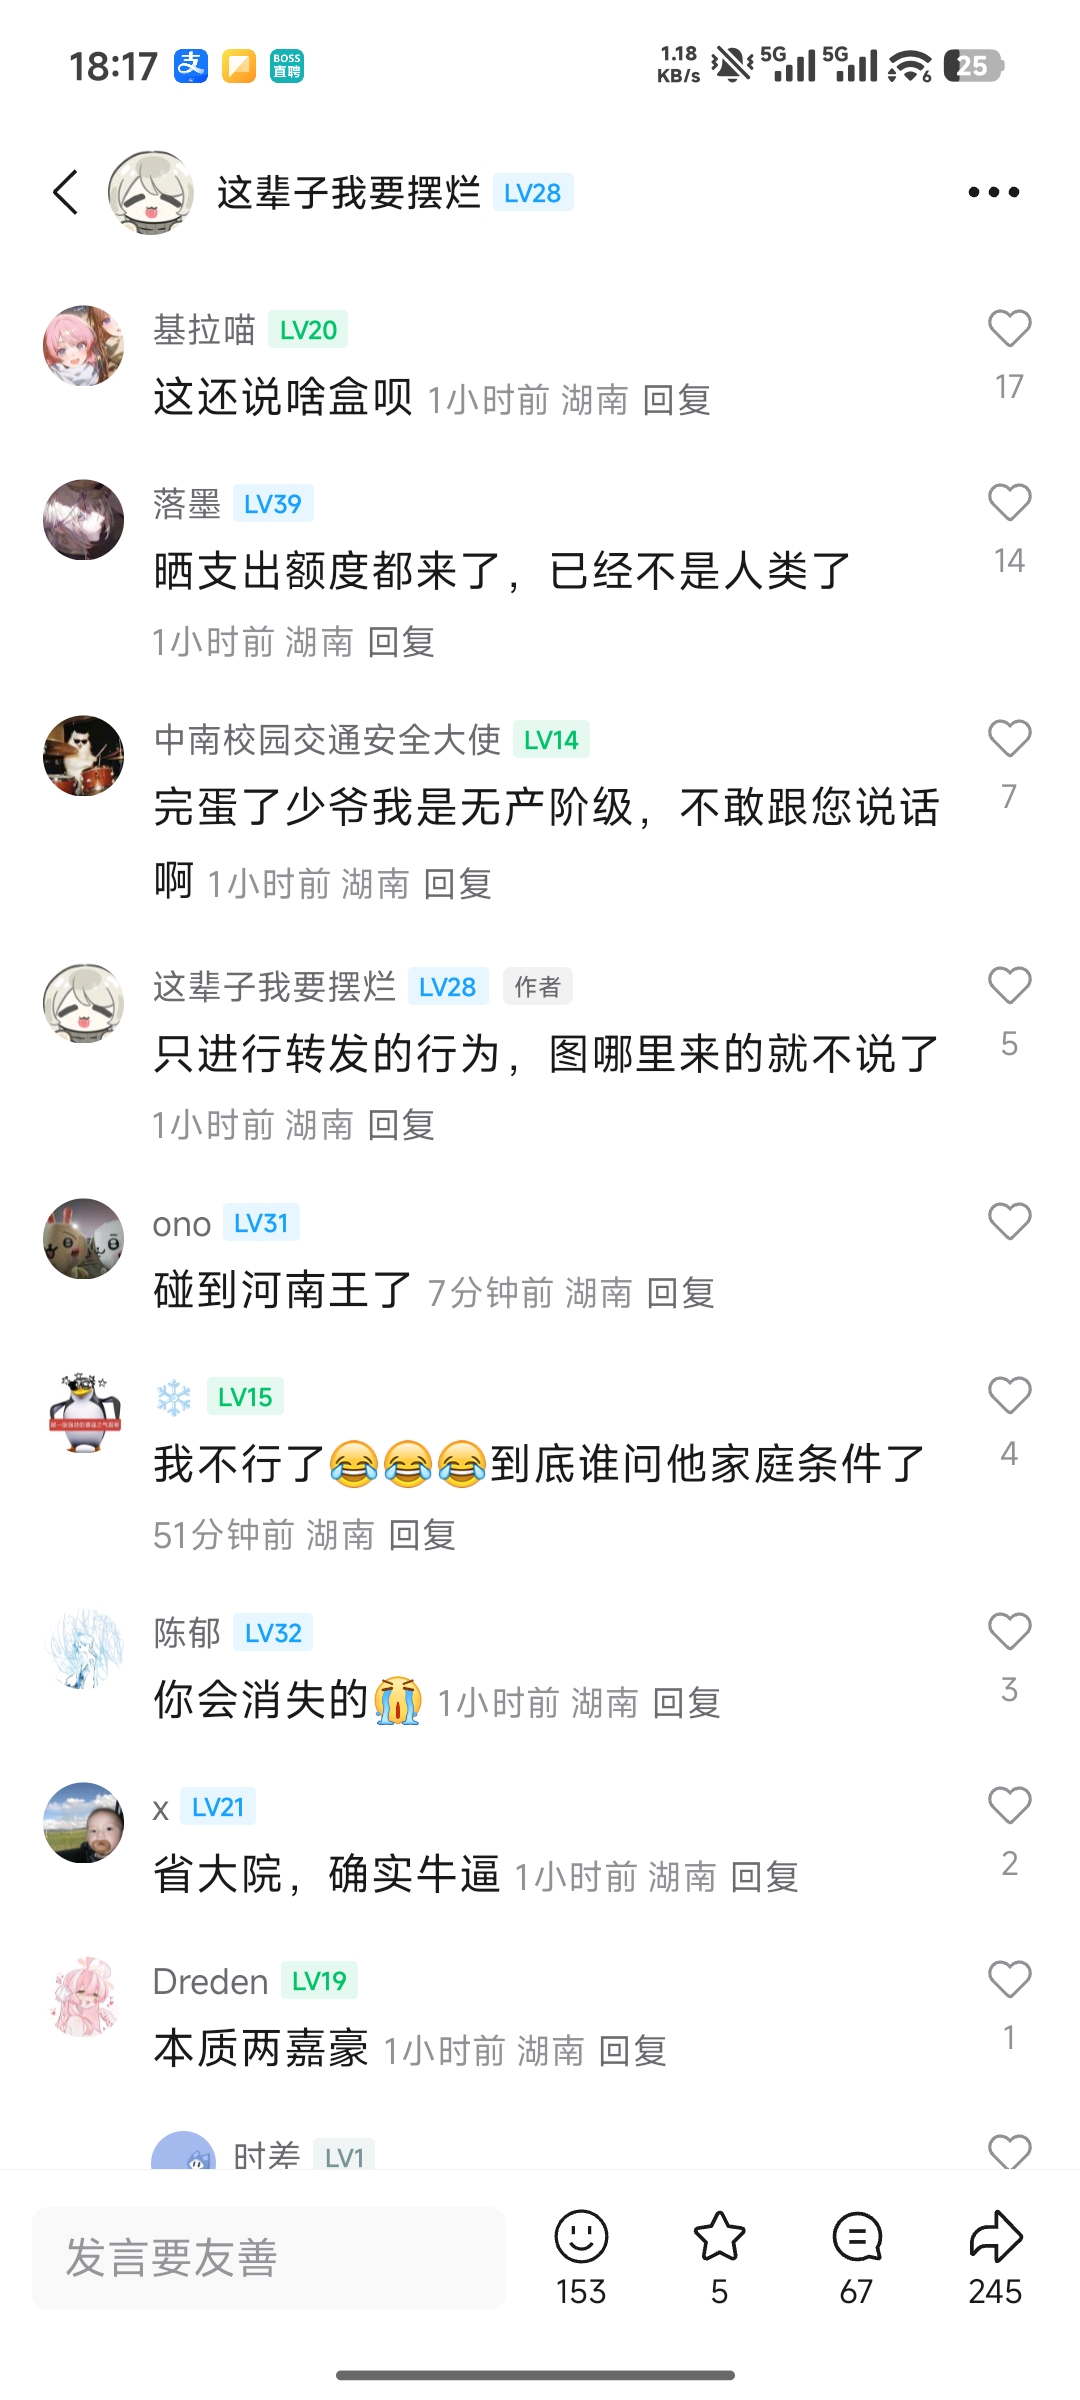 18:17 支 BOSS直聘 1.18 KB/s 5G 5G 6 25
这辈子我要摆烂 LV28
基拉喵 LV20
这还说啥盒呗 1小时前 湖南 回复
17
落墨 LV39
晒支出额度都来了，已经不是人类了
14
1小时前 湖南 回复
中南校园交通安全大使 LV14
完蛋了少爷我是无产阶级，不敢跟您说话
7
啊 1小时前 湖南 回复
这辈子我要摆烂 LV28 作者
只进行转发的行为，图哪里来的就不说了
5
1小时前 湖南 回复
ono LV31
碰到河南王了 7分钟前 湖南 回复
❄️ LV15
我不行了😂😂😂到底谁问他家庭条件了
4
51分钟前 湖南 回复
陈郁 LV32
你会消失的😭 1小时前 湖南 回复
3
x LV21
省大院，确实牛逼 1小时前 湖南 回复
2
Dreden LV19
本质两嘉豪 1小时前 湖南 回复
1
时差 LV1
发言要友善
153 5 67 245